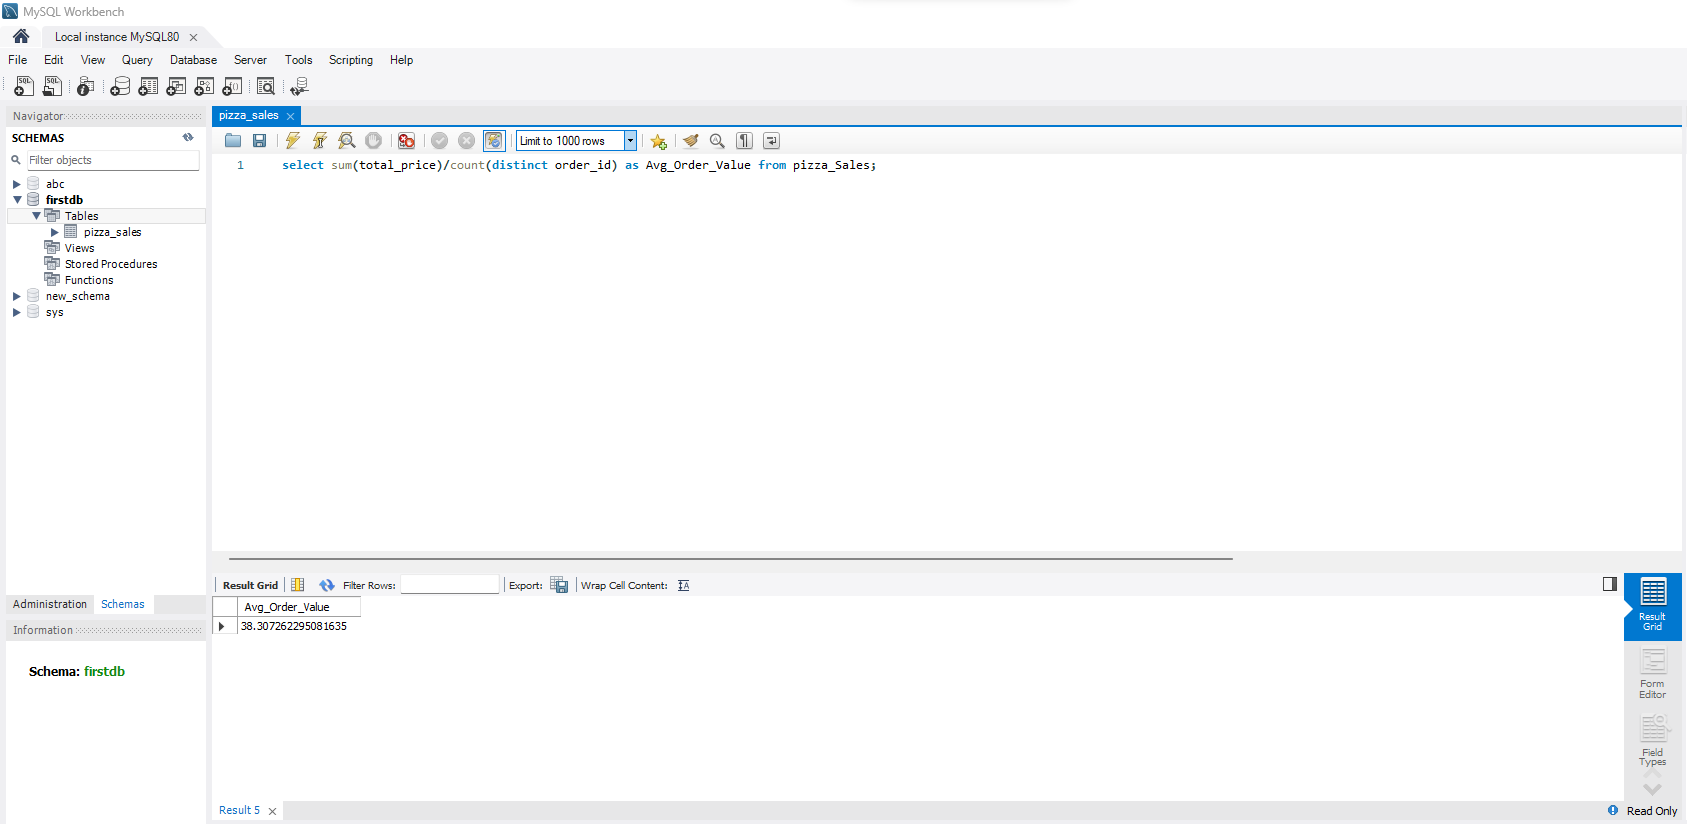 MySQL Workbench
Local instance MySQL80
File Edit View Query Database Server Tools Scripting Help
Navigator
SCHEMAS
Filter objects
abc
firstdb
Tables
pizza_sales
Views
Stored Procedures
Functions
new_schema
sys
Administration Schemas
Information
Schema: firstdb
pizza_sales
Limit to 1000 rows
1 select sum(total_price)/count(distinct order_id) as Avg_Order_Value from pizza_Sales;
Result Grid Filter Rows: Export: Wrap Cell Content:
Avg_Order_Value
38.307262295081635
Result
Grid
Form
Editor
Field
Types
Result 5
Read Only